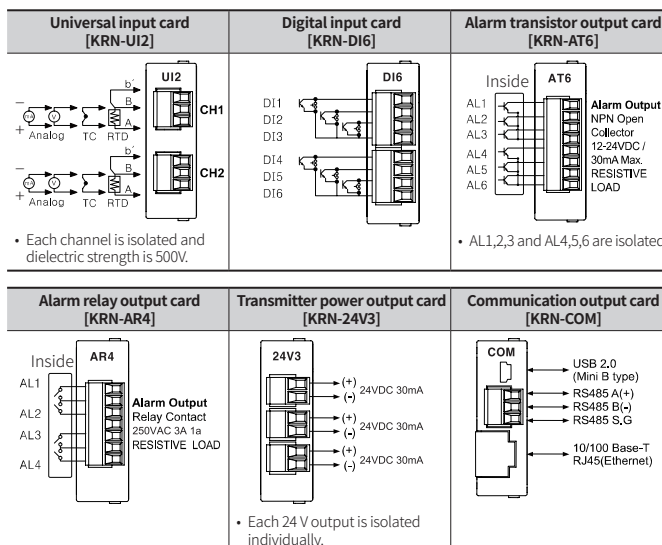 Universal input card
[KRN-UI2]
Digital input card
[KRN-DI6]
Alarm transistor output card
[KRN-AT6]
UI2
b'
B
A
CH1
− mA V
+ Analog TC RTD
b'
B
A
CH2
− mA V
+ Analog TC RTD
• Each channel is isolated and
dielectric strength is 500V.
DI6
DI1
DI2
DI3
DI4
DI5
DI6
Inside
AT6
AL1
AL2
AL3
AL4
AL5
AL6
Alarm Output
NPN Open
Collector
12-24VDC /
30mA Max.
RESISTIVE
LOAD
• AL1,2,3 and AL4,5,6 are isolated
Alarm relay output card
[KRN-AR4]
Transmitter power output card
[KRN-24V3]
Communication output card
[KRN-COM]
Inside
AR4
AL1
AL2
AL3
AL4
Alarm Output
Relay Contact
250VAC 3A 1a
RESISTIVE LOAD
24V3
(+)
(-)
24VDC 30mA
(+)
(-)
24VDC 30mA
(+)
(-)
24VDC 30mA
• Each 24 V output is isolated
individually.
COM
USB 2.0
(Mini B type)
RS485 A(+)
RS485 B(-)
RS485 S.G
10/100 Base-T
RJ45(Ethernet)